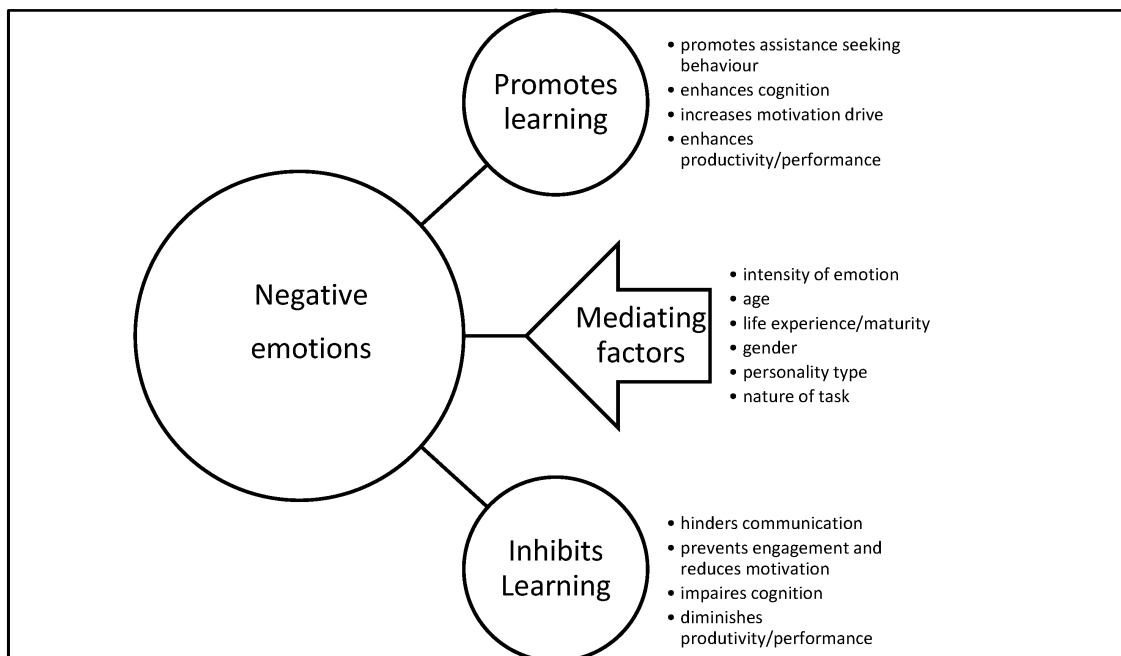 Promotes
learning
• promotes assistance seeking
behaviour
• enhances cognition
• increases motivation drive
• enhances
productivity/performance
Negative
emotions
Mediating
factors
• intensity of emotion
• age
• life experience/maturity
• gender
• personality type
• nature of task
Inhibits
Learning
• hinders communication
• prevents engagement and
reduces motivation
• impaires cognition
• diminishes
produtivity/performance